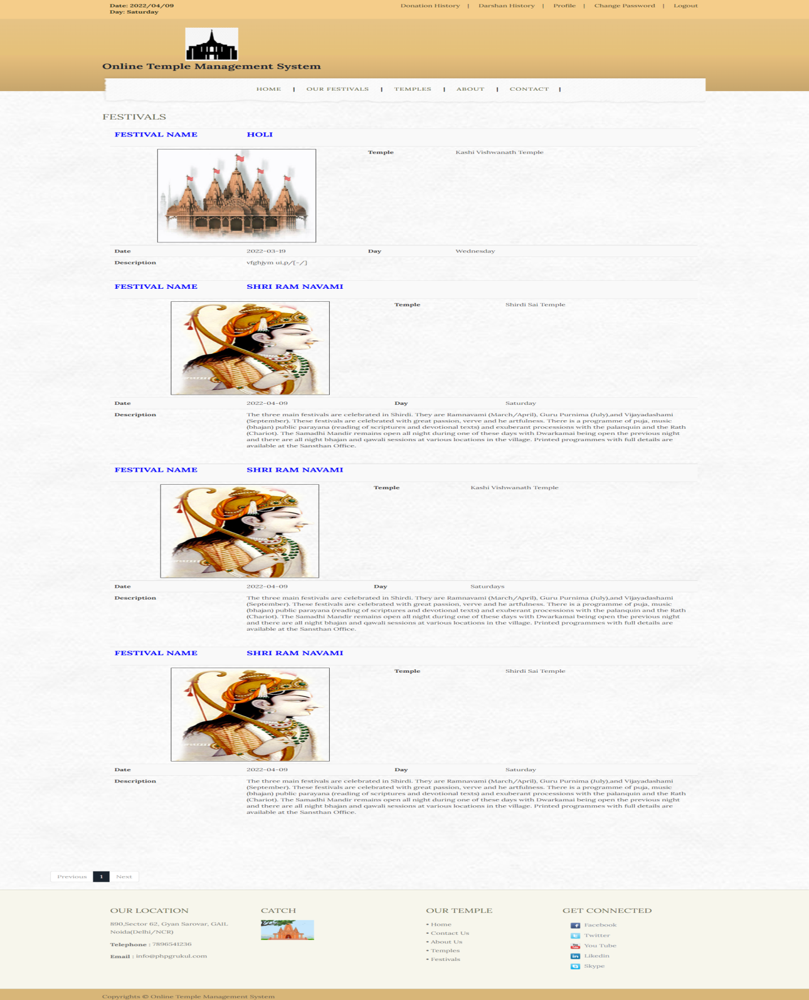 Date: 2022/04/09
Day: Saturday
Donation History | Darshan History | Profile | Change Password | Logout
Online Temple Management System
HOME | OUR FESTIVALS | TEMPLES | ABOUT | CONTACT |
FESTIVALS
FESTIVAL NAME HOLI
Temple Kashi Vishwanath Temple
Date 2022-03-19 Day Wednesday
Description vfghjym ui,p/[-/]
FESTIVAL NAME SHRI RAM NAVAMI
Temple Shirdi Sai Temple
Date 2022-04-09 Day Saturday
Description The three main festivals are celebrated in Shirdi. They are Ramnavami (March/April), Guru Purnima (July),and Vijayadashami
(September). These festivals are celebrated with great passion, verve and he artfulness. There is a programme of puja, music
(bhajan) public parayana (reading of scriptures and devotional texts) and exuberant processions with the palanquin and the Rath
(Chariot). The Samadhi Mandir remains open all night during one of these days with Dwarkamai being open the previous night
and there are all night bhajan and qawali sessions at various locations in the village. Printed programmes with full details are
available at the Sansthan Office.
FESTIVAL NAME SHRI RAM NAVAMI
Temple Kashi Vishwanath Temple
Date 2022-04-09 Day Saturdays
Description The three main festivals are celebrated in Shirdi. They are Ramnavami (March/April), Guru Purnima (July),and Vijayadashami
(September). These festivals are celebrated with great passion, verve and he artfulness. There is a programme of puja, music
(bhajan) public parayana (reading of scriptures and devotional texts) and exuberant processions with the palanquin and the Rath
(Chariot). The Samadhi Mandir remains open all night during one of these days with Dwarkamai being open the previous night
and there are all night bhajan and qawali sessions at various locations in the village. Printed programmes with full details are
available at the Sansthan Office.
FESTIVAL NAME SHRI RAM NAVAMI
Temple Shirdi Sai Temple
Date 2022-04-09 Day Saturday
Description The three main festivals are celebrated in Shirdi. They are Ramnavami (March/April), Guru Purnima (July),and Vijayadashami
(September). These festivals are celebrated with great passion, verve and he artfulness. There is a programme of puja, music
(bhajan) public parayana (reading of scriptures and devotional texts) and exuberant processions with the palanquin and the Rath
(Chariot). The Samadhi Mandir remains open all night during one of these days with Dwarkamai being open the previous night
and there are all night bhajan and qawali sessions at various locations in the village. Printed programmes with full details are
available at the Sansthan Office.
Previous 1 Next
OUR LOCATION
890,Sector 62, Gyan Sarovar, GAIL
Noida(Delhi/NCR)
Telephone : 7896541236
Email : info@phpgrukul.com
CATCH
OUR TEMPLE
• Home
• Contact Us
• About Us
• Temples
• Festivals
GET CONNECTED
Facebook
Twitter
You Tube
Likedin
Skype
Copyrights © Online Temple Management System